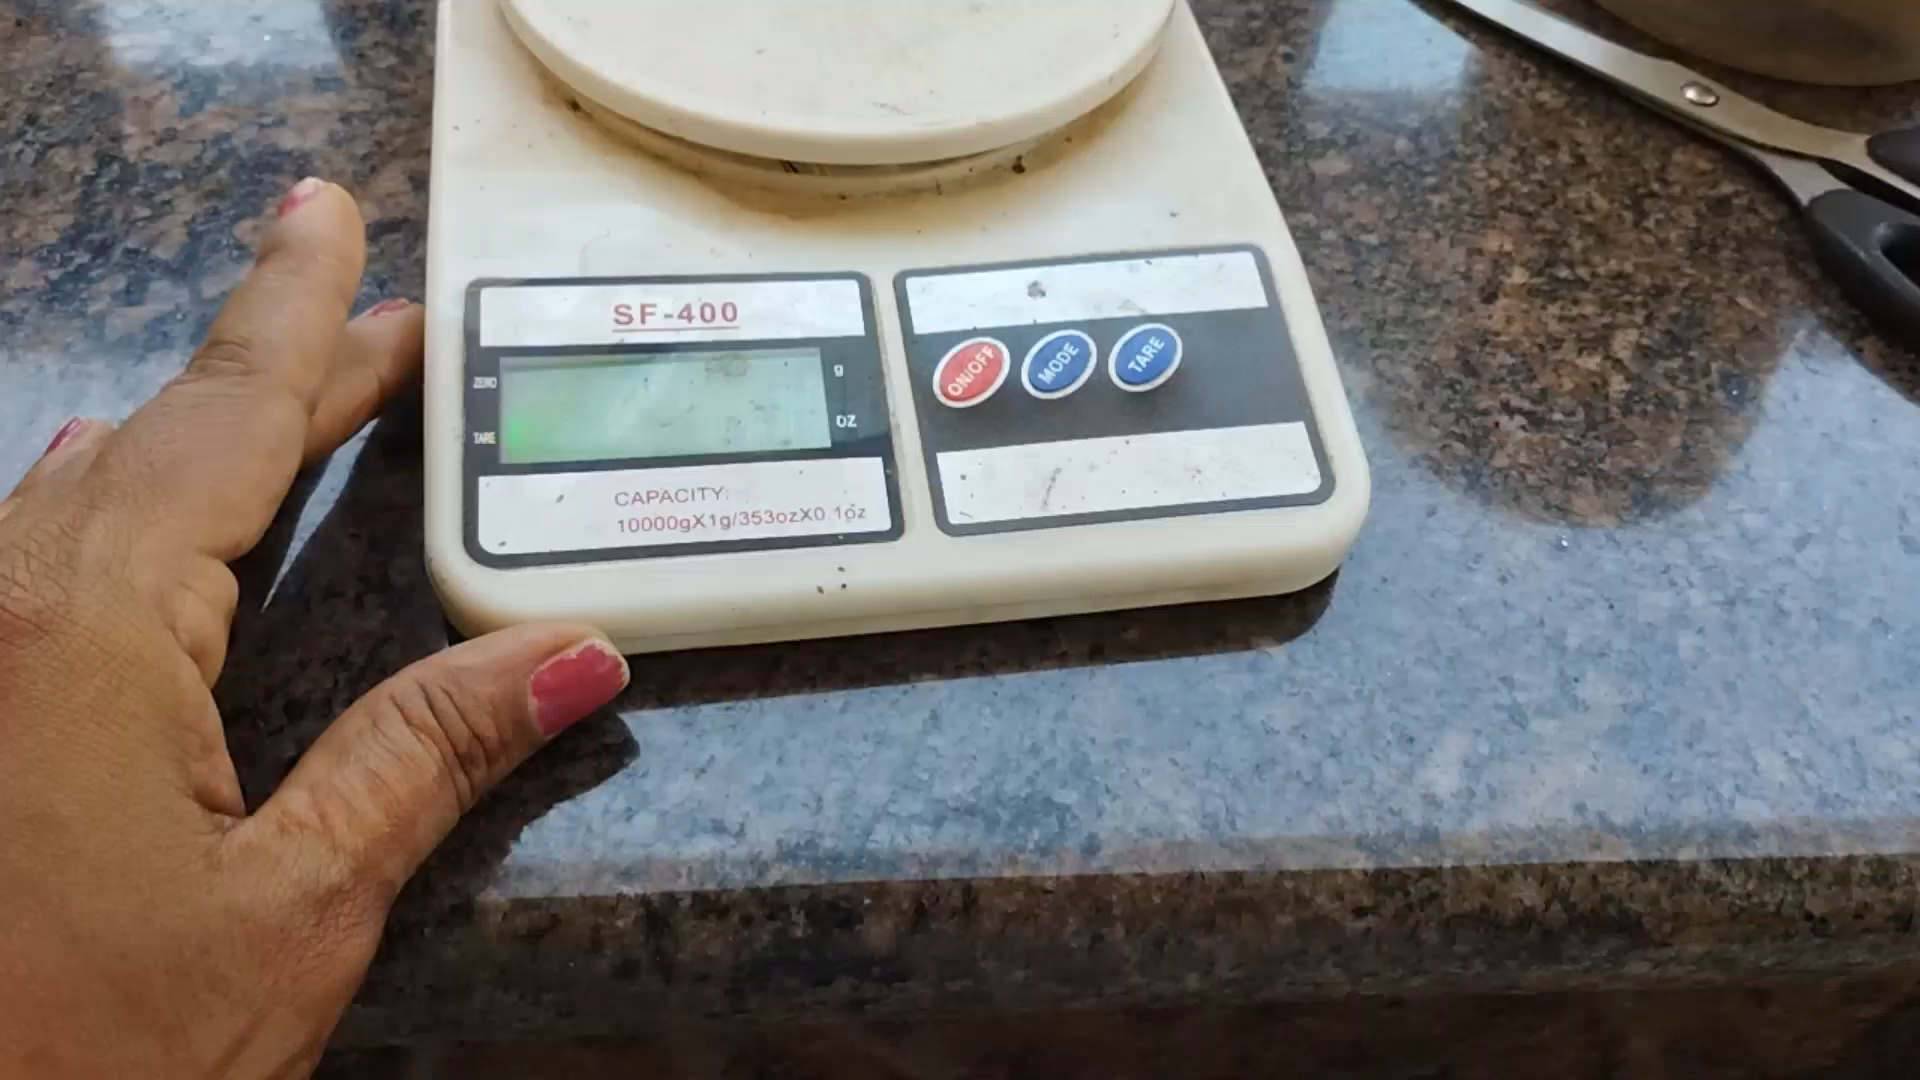 SF-400
ZERO
g
TARE
OZ
CAPACITY:
10000gX1g/353ozX0.1oz
ON/OFF
MODE
TARE